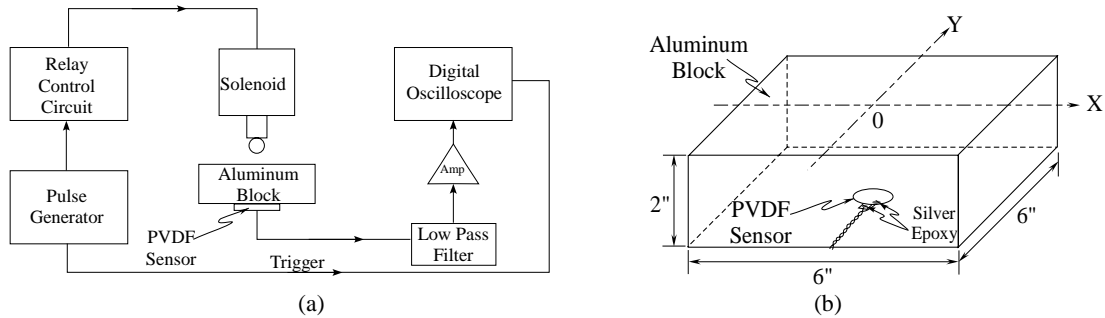 Relay
Control
Circuit
Solenoid
Digital
Oscilloscope
Pulse
Generator
Aluminum
Block
PVDF
Sensor
Amp
Low Pass
Filter
Trigger
(a)
Aluminum
Block
Y
X
0
2"
PVDF
Sensor
Silver
Epoxy
6"
6"
(b)